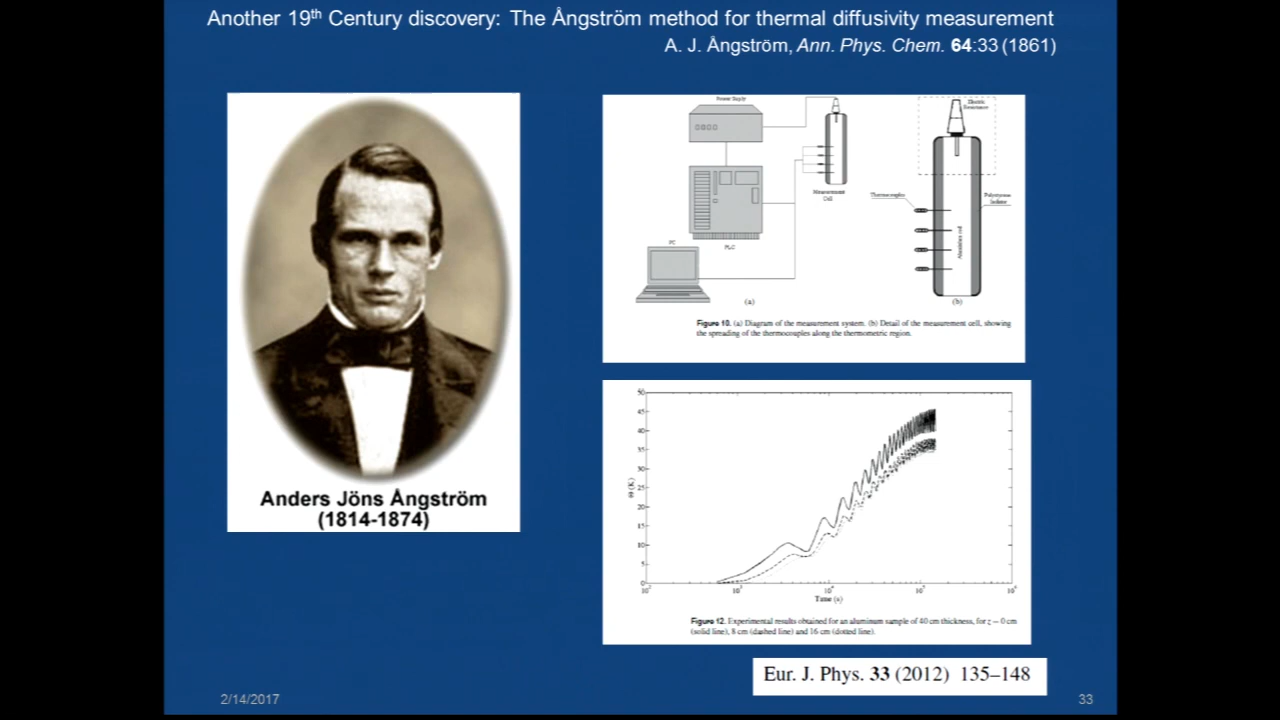 Another 19th Century discovery: The Ångström method for thermal diffusivity measurement
A. J. Ångström, Ann. Phys. Chem. 64:33 (1861)
Anders Jöns Ångström
(1814-1874)
Power Suply
PLC
PC
Measurement
Cell
(a)
Electric
Resistance
Thermocouples
(b)
Figure 10. (a) Diagram of the measurement system. (b) Detail of the measurement cell, showing
the spreading of the thermocouples along the thermometric region.
50
45
40
35
30
25
20
15
10
5
0
Time (s)
Figure 12. Experimental results obtained for an aluminum sample of 40 cm thickness, for z = 0 cm
(solid line), 8 cm (dashed line) and 16 cm (dotted line).
Eur. J. Phys. 33 (2012) 135–148
2/14/2017
33